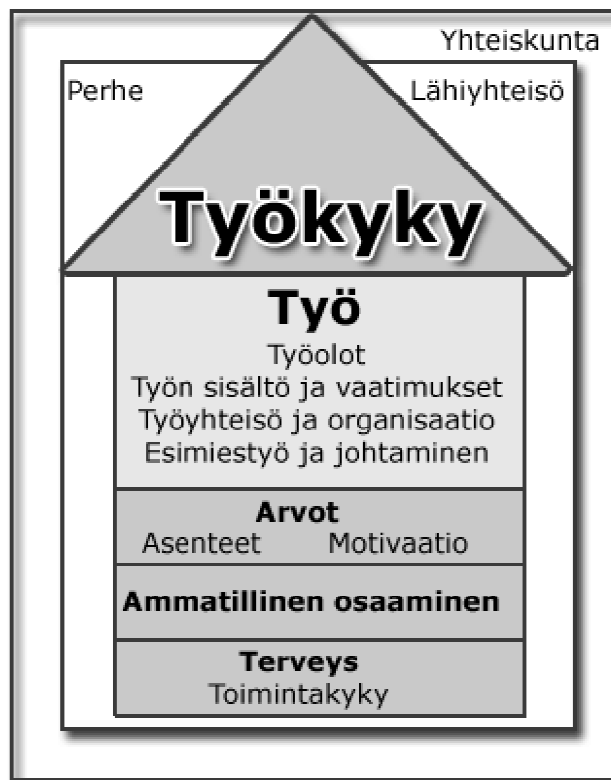 Yhteiskunta
Perhe Lähiyhteisö
Työkyky
Työ
Työolot
Työn sisältö ja vaatimukset
Työyhteisö ja organisaatio
Esimiestyö ja johtaminen
Arvot
Asenteet Motivaatio
Ammatillinen osaaminen
Terveys
Toimintakyky